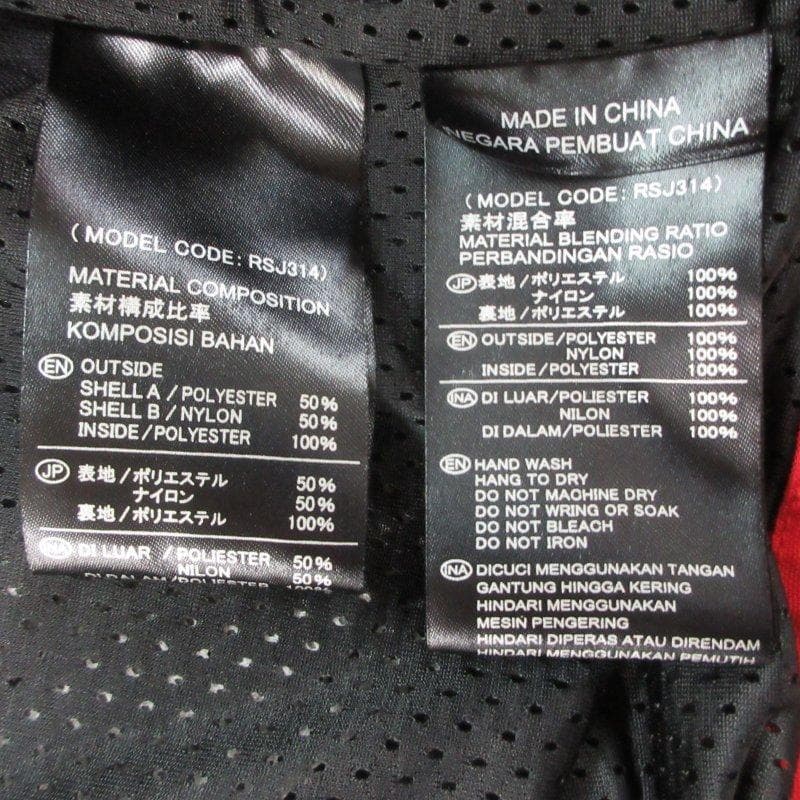 (MODEL CODE: RSJ314)
MATERIAL COMPOSITION
素材構成比率
KOMPOSISI BAHAN
EN OUTSIDE
SHELL A/POLYESTER 50%
SHELL B/NYLON 50%
INSIDE/POLYESTER 100%
JP 表地/ポリエステル 50%
ナイロン 50%
裏地/ポリエステル 100%
INA DI LUAR /POLIESTER 50%
NILON 50%
DI DALAM/POLIESTER 100%
MADE IN CHINA
NEGARA PEMBUAT CHINA
(MODEL CODE: RSJ314)
素材混合率
MATERIAL BLENDING RATIO
PERBANDINGAN RASIO
JP 表地/ポリエステル 100%
ナイロン 100%
裏地/ポリエステル 100%
EN OUTSIDE/POLYESTER 100%
NYLON 100%
INSIDE/POLYESTER 100%
INA DI LUAR/POLIESTER 100%
NILON 100%
DI DALAM/POLIESTER 100%
EN HAND WASH
HANG TO DRY
DO NOT MACHINE DRY
DO NOT WRING OR SOAK
DO NOT BLEACH
DO NOT IRON
INA DICUCI MENGGUNAKAN TANGAN
GANTUNG HINGGA KERING
HINDARI MENGGUNAKAN
MESIN PENGERING
HINDARI DIPERAS ATAU DIRENDAM
HINDARI MENGGUNAKAN PEMUTIH